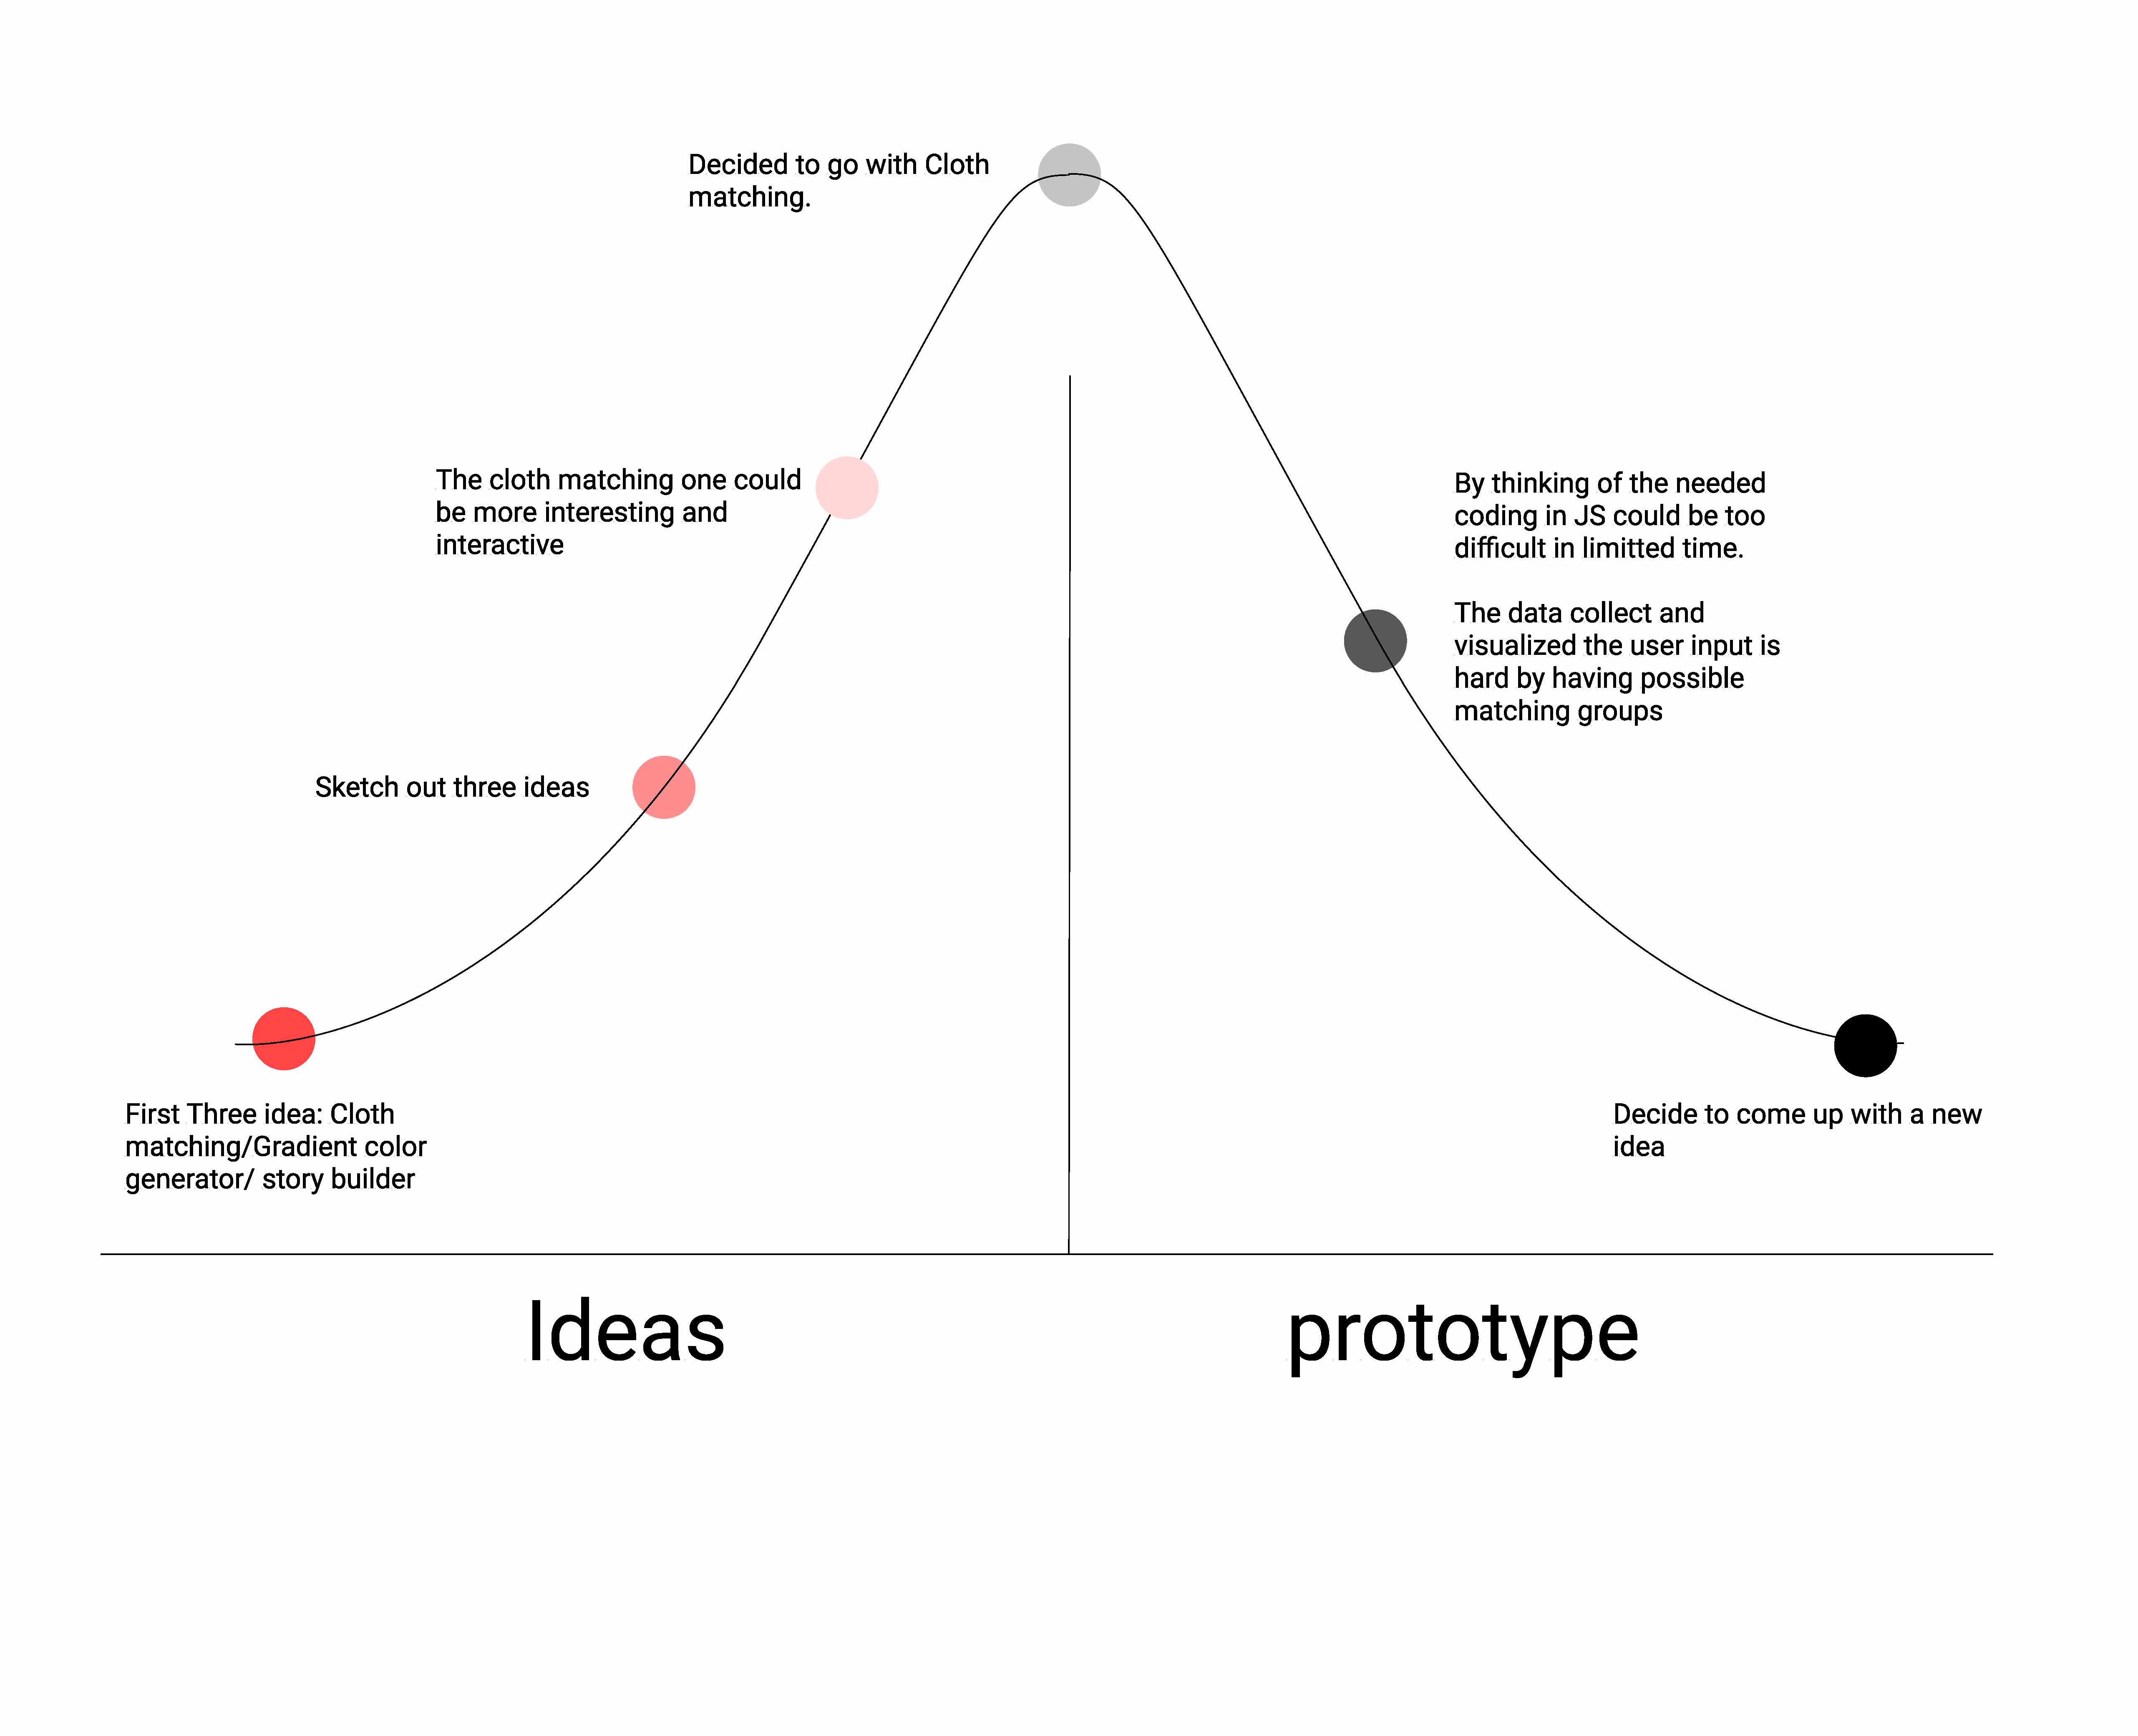 Decided to go with Cloth
matching.
The cloth matching one could
be more interesting and
interactive
By thinking of the needed
coding in JS could be too
difficult in limitted time.
The data collect and
visualized the user input is
hard by having possible
matching groups
Sketch out three ideas
First Three idea: Cloth
matching/Gradient color
generator/ story builder
Decide to come up with a new
idea
Ideas
prototype